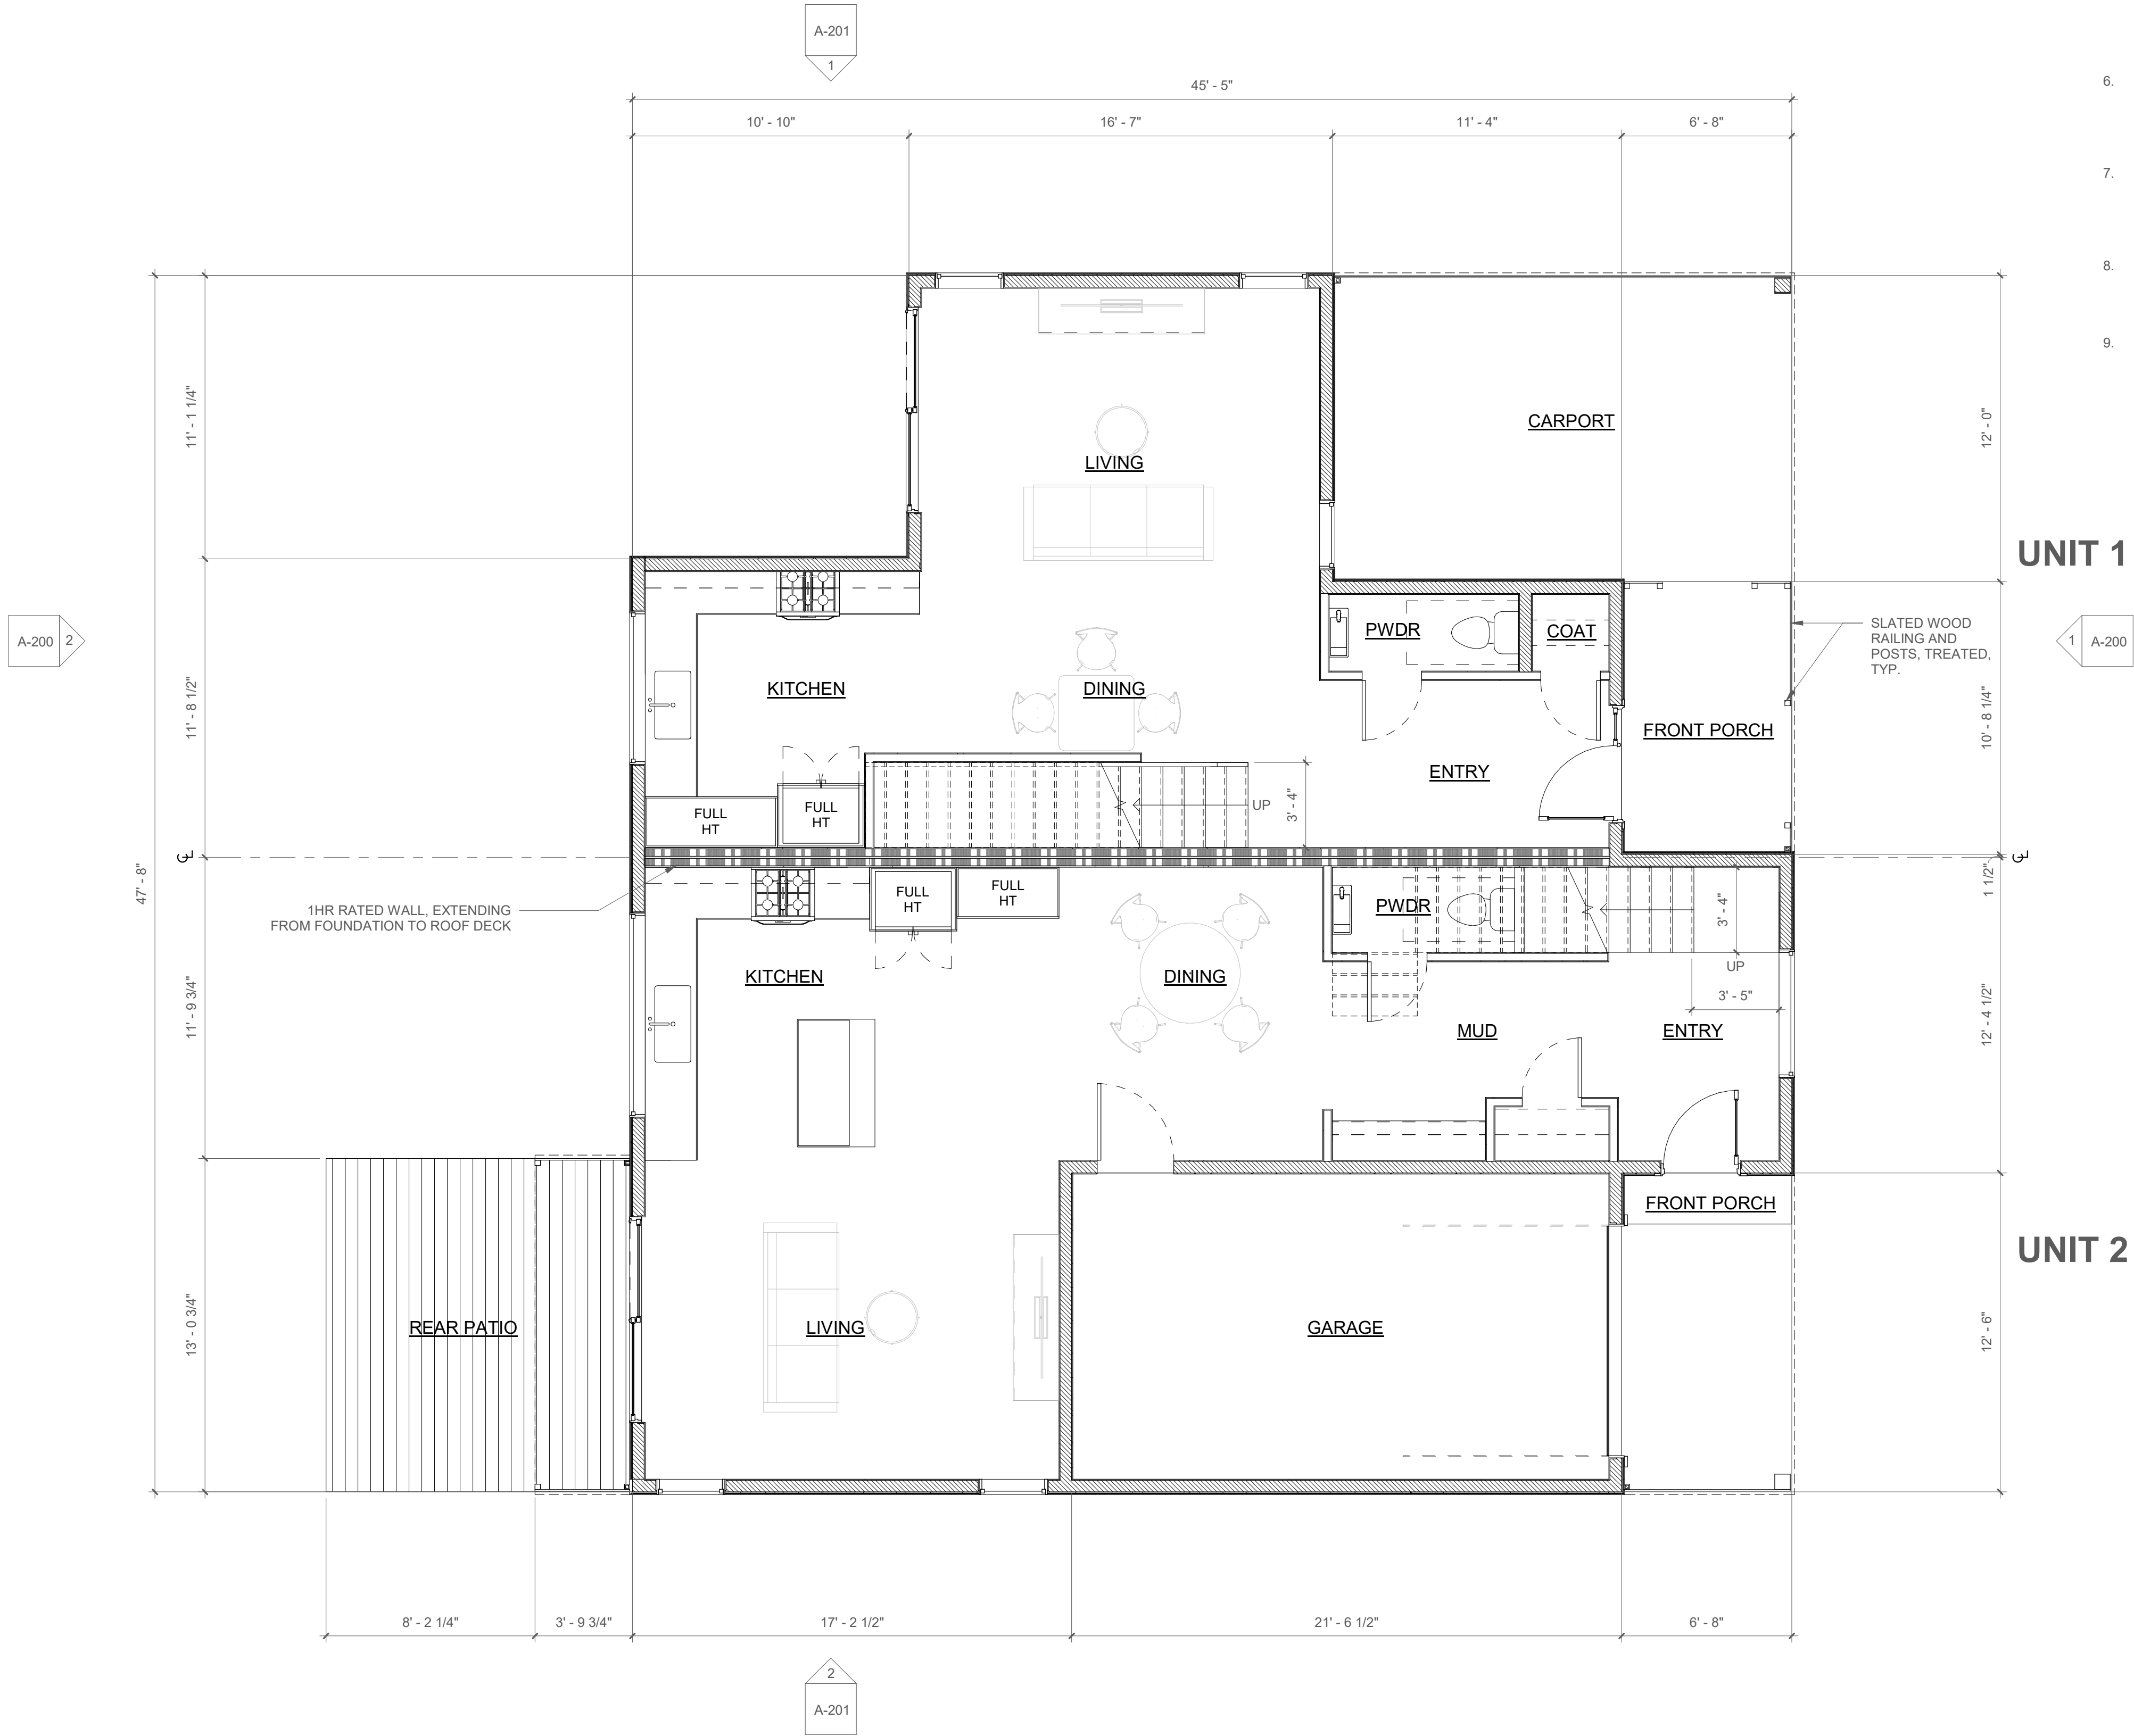 A-201
1
45' - 5"
10' - 10"
16' - 7"
11' - 4"
6' - 8"
6.
7.
8.
9.
11' - 1 1/4"
12' - 0"
CARPORT
LIVING
UNIT 1
A-200
2
1
A-200
SLATED WOOD
RAILING AND
POSTS, TREATED,
TYP.
PWDR
COAT
KITCHEN
DINING
11' - 8 1/2"
10' - 8 1/4"
FRONT PORCH
ENTRY
FULL
HT
FULL
HT
UP
3' - 4"
47' - 8"
1 1/2"
1HR RATED WALL, EXTENDING
FROM FOUNDATION TO ROOF DECK
FULL
HT
FULL
HT
PWDR
3' - 4"
UP
3' - 5"
KITCHEN
DINING
MUD
ENTRY
11' - 9 3/4"
12' - 4 1/2"
FRONT PORCH
UNIT 2
REAR PATIO
LIVING
GARAGE
13' - 0 3/4"
12' - 6"
8' - 2 1/4"
3' - 9 3/4"
17' - 2 1/2"
21' - 6 1/2"
6' - 8"
2
A-201